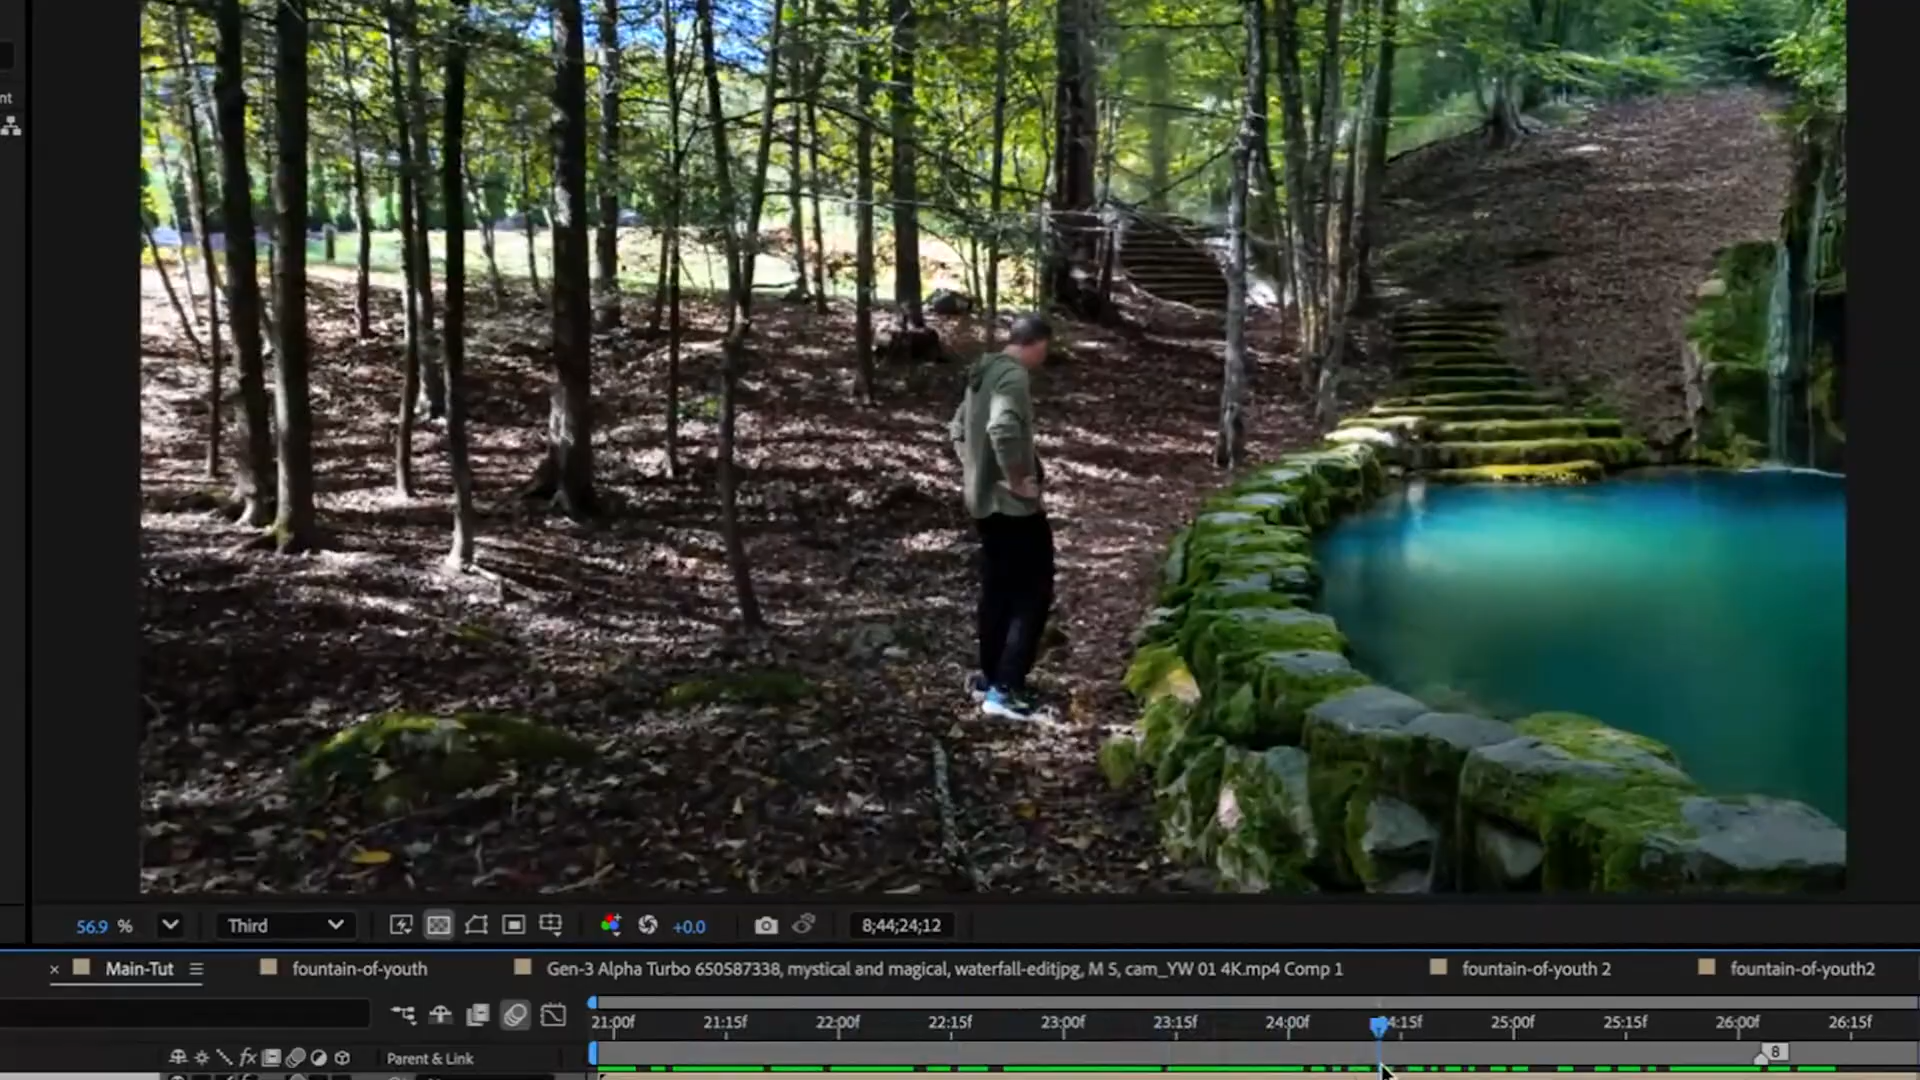 nt
56.9 %
Third
+0.0
8;44;24;12
× Main-Tut
fountain-of-youth
Gen-3 Alpha Turbo 650587338, mystical and magical, waterfall-editjpg, M 5, cam_YW 01 4K.mp4 Comp 1
fountain-of-youth 2
fountain-of-youth2
21:00f 21:15f 22:00f 22:15f 23:00f 23:15f 24:00f 24:15f 25:00f 25:15f 26:00f 26:15f
fx
Parent & Link
8